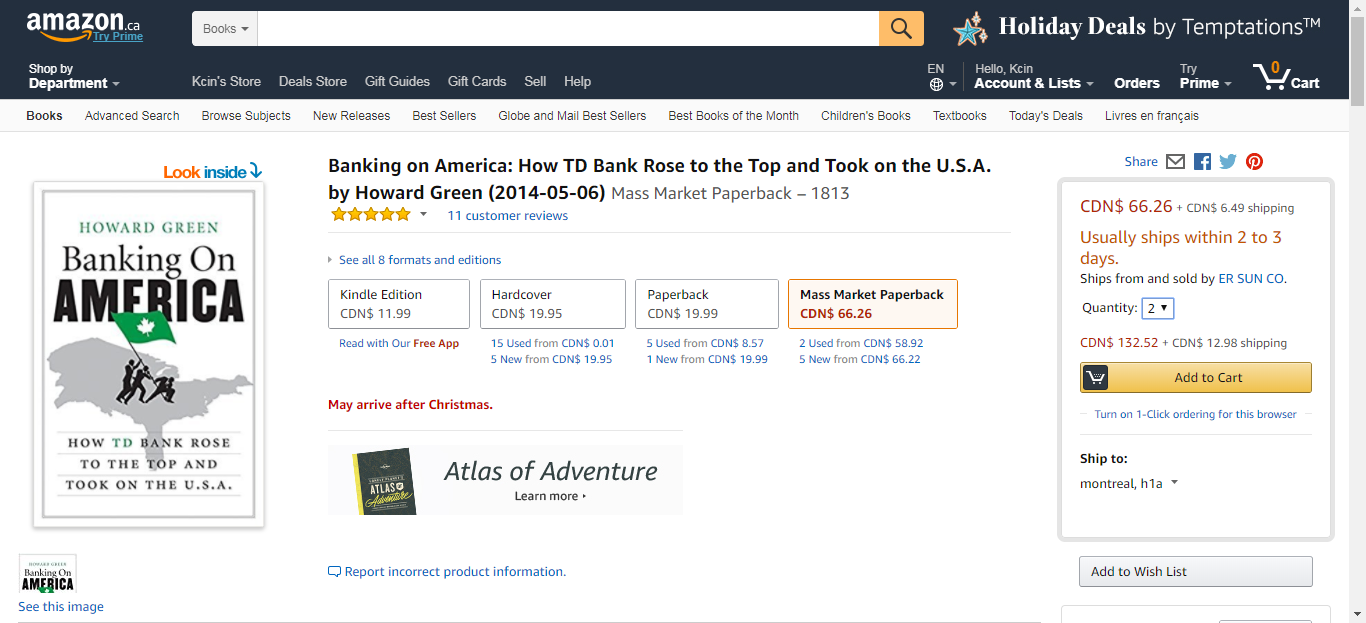 amazon.ca
Try Prime
Books
Holiday Deals by Temptations™
Shop by
Department
Kcin's Store
Deals Store
Gift Guides
Gift Cards
Sell
Help
EN
Hello, Kcin
Account & Lists
Orders
Try
Prime
0
Cart
Books
Advanced Search
Browse Subjects
New Releases
Best Sellers
Globe and Mail Best Sellers
Best Books of the Month
Children's Books
Textbooks
Today's Deals
Livres en français
Look inside
HOWARD GREEN
Banking On
AMERICA
HOW TD BANK ROSE
TO THE TOP AND
TOOK ON THE U.S.A.
HOWARD GREEN
Banking On
AMERICA
See this image
Banking on America: How TD Bank Rose to the Top and Took on the U.S.A.
by Howard Green (2014-05-06) Mass Market Paperback – 1813
11 customer reviews
See all 8 formats and editions
Kindle Edition
CDN$ 11.99
Read with Our Free App
Hardcover
CDN$ 19.95
15 Used from CDN$ 0.01
5 New from CDN$ 19.95
Paperback
CDN$ 19.99
5 Used from CDN$ 8.57
1 New from CDN$ 19.99
Mass Market Paperback
CDN$ 66.26
2 Used from CDN$ 58.92
5 New from CDN$ 66.22
May arrive after Christmas.
ATLAS OF
Adventure
Atlas of Adventure
Learn more
Report incorrect product information.
Share
CDN$ 66.26 + CDN$ 6.49 shipping
Usually ships within 2 to 3
days.
Ships from and sold by ER SUN CO.
Quantity: 2
CDN$ 132.52 + CDN$ 12.98 shipping
Add to Cart
Turn on 1-Click ordering for this browser
Ship to:
montreal, h1a
Add to Wish List